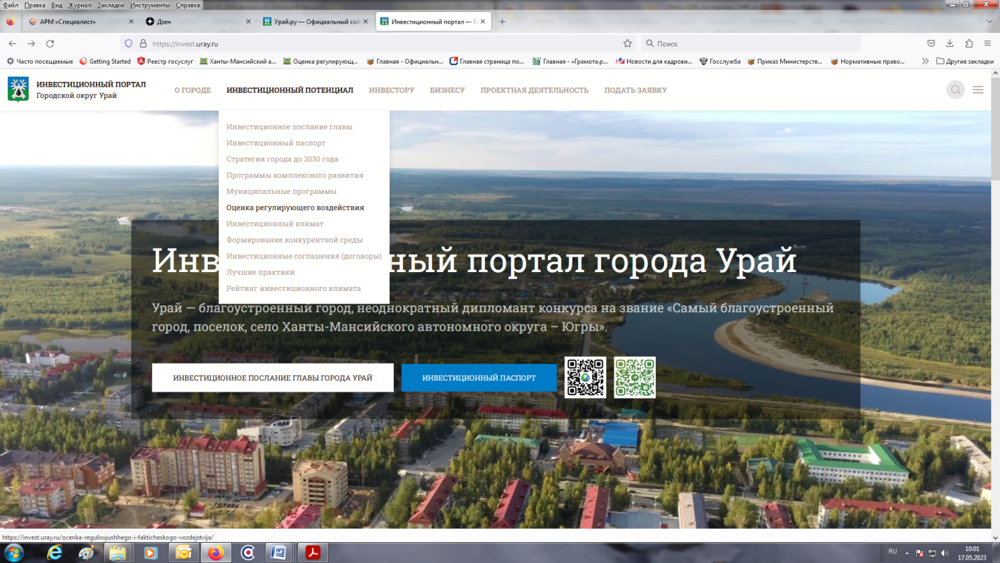 Файл Правка Вид Журнал Закладки Инструменты Справка
АРМ «Специалист»
Дзен
Урай.ру — Официальный сай
Инвестиционный портал — Г
https://invest.uray.ru
Поиск
Часто посещаемые
Getting Started
Реестр госуслуг
Ханты-Мансийский а...
Оценка регулирующ...
Главная - Официальн...
Главная страница по...
Главная - «Грамота.р...
Новости для кадрови...
Госслужба
Приказ Министерств...
Нормативные право...
Другие закладки
ИНВЕСТИЦИОННЫЙ ПОРТАЛ
Городской округ Урай
О ГОРОДЕ
ИНВЕСТИЦИОННЫЙ ПОТЕНЦИАЛ
ИНВЕСТОРУ
БИЗНЕСУ
ПРОЕКТНАЯ ДЕЯТЕЛЬНОСТЬ
ПОДАТЬ ЗАЯВКУ
Инвестиционное послание главы
Инвестиционный паспорт
Стратегия города до 2030 года
Программы комплексного развития
Муниципальные программы
Оценка регулирующего воздействия
Инвестиционный климат
Формирование конкурентной среды
Инвестиционные соглашения (договоры)
Лучшие практики
Рейтинг инвестиционного климата
Инв ный портал города Урай
Урай — благоустроенный город, неоднократный дипломант конкурса на звание «Самый благоустроенный
город, поселок, село Ханты-Мансийского автономного округа – Югры».
ИНВЕСТИЦИОННОЕ ПОСЛАНИЕ ГЛАВЫ ГОРОДА УРАЙ
ИНВЕСТИЦИОННЫЙ ПАСПОРТ
https://invest.uray.ru/ocenka-regulirujushhego-i-fakticheskogo-vozdejstvija/
RU
10:01
17.05.2023